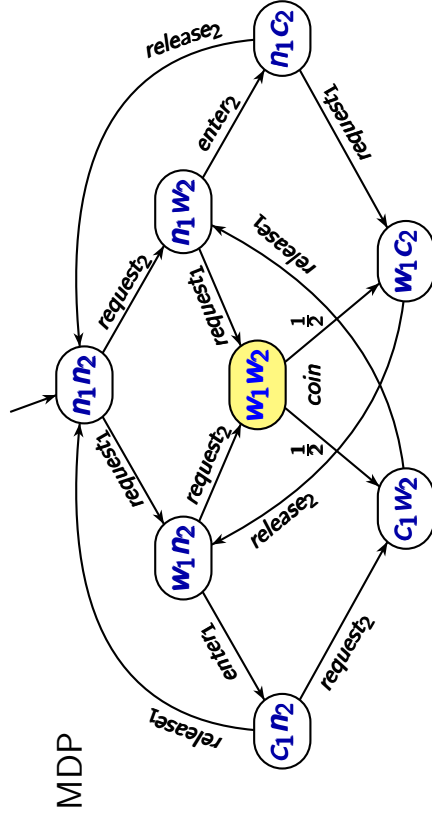 MDP
n₁n₂
release₁
release₂
request₁
request₂
w₁n₂
n₁w₂
enter₁
request₂
request₁
enter₂
c₁n₂
w₁w₂
n₁c₂
coin
½
½
request₂
release₂
release₁
request₁
c₁w₂
w₁c₂